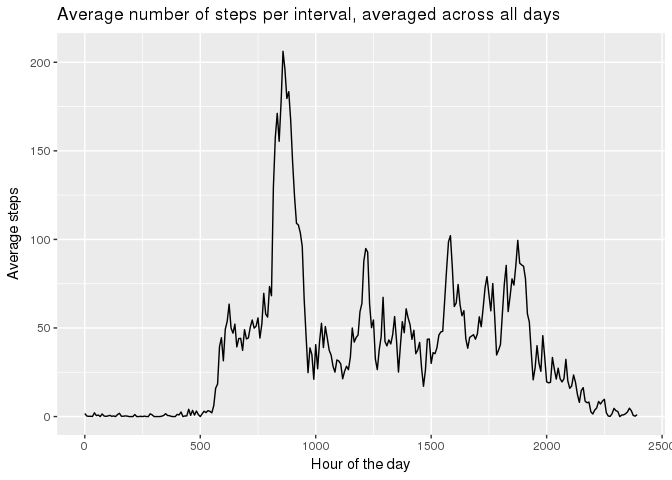 Average number of steps per interval, averaged across all days
200
150
100
50
0
Average steps
0 500 1000 1500 2000 2500
Hour of the day